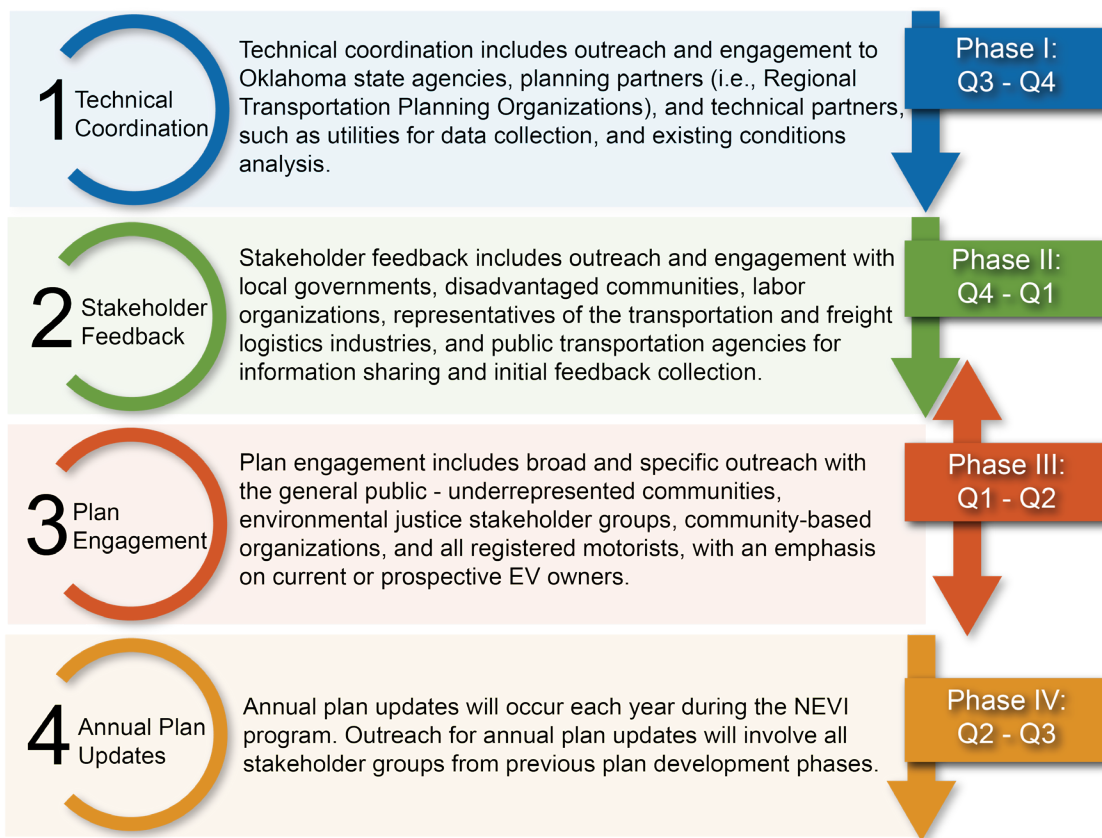 1
Technical
Coordination
Technical coordination includes outreach and engagement to
Oklahoma state agencies, planning partners (i.e., Regional
Transportation Planning Organizations), and technical partners,
such as utilities for data collection, and existing conditions
analysis.
Phase I:
Q3 - Q4
2
Stakeholder
Feedback
Stakeholder feedback includes outreach and engagement with
local governments, disadvantaged communities, labor
organizations, representatives of the transportation and freight
logistics industries, and public transportation agencies for
information sharing and initial feedback collection.
Phase II:
Q4 - Q1
3
Plan
Engagement
Plan engagement includes broad and specific outreach with
the general public - underrepresented communities,
environmental justice stakeholder groups, community-based
organizations, and all registered motorists, with an emphasis
on current or prospective EV owners.
Phase III:
Q1 - Q2
4
Annual Plan
Updates
Annual plan updates will occur each year during the NEVI
program. Outreach for annual plan updates will involve all
stakeholder groups from previous plan development phases.
Phase IV:
Q2 - Q3